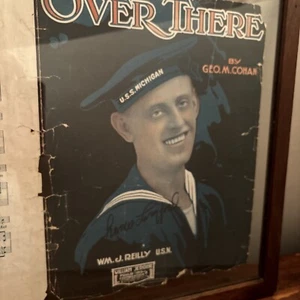 OVER THERE
BY
GEO. M. COHAN
U.S.S. MICHIGAN
WM. J. REILLY U.S.N.